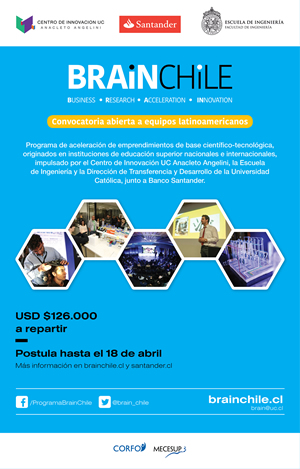 CENTRO DE INNOVACIÓN UC
ANACLETO ANGELINI
Santander
ESCUELA DE INGENIERÍA
FACULTAD DE INGENIERÍA
BRAiNCHiLE
BUSINESS • RESEARCH • ACCELERATION • INNOVATION
Convocatoria abierta a equipos latinoamericanos
Programa de aceleración de emprendimientos de base científico-tecnológica,
originados en instituciones de educación superior nacionales e internacionales,
impulsado por el Centro de Innovación UC Anacleto Angelini, la Escuela
de Ingeniería y la Dirección de Transferencia y Desarrollo de la Universidad
Católica, junto a Banco Santander.
USD $126.000
a repartir
Postula hasta el 18 de abril
Más información en brainchile.cl y santander.cl
/ProgramaBrainChile
@brain_chile
brainchile.cl
brain@uc.cl
CORFO
MECESUP